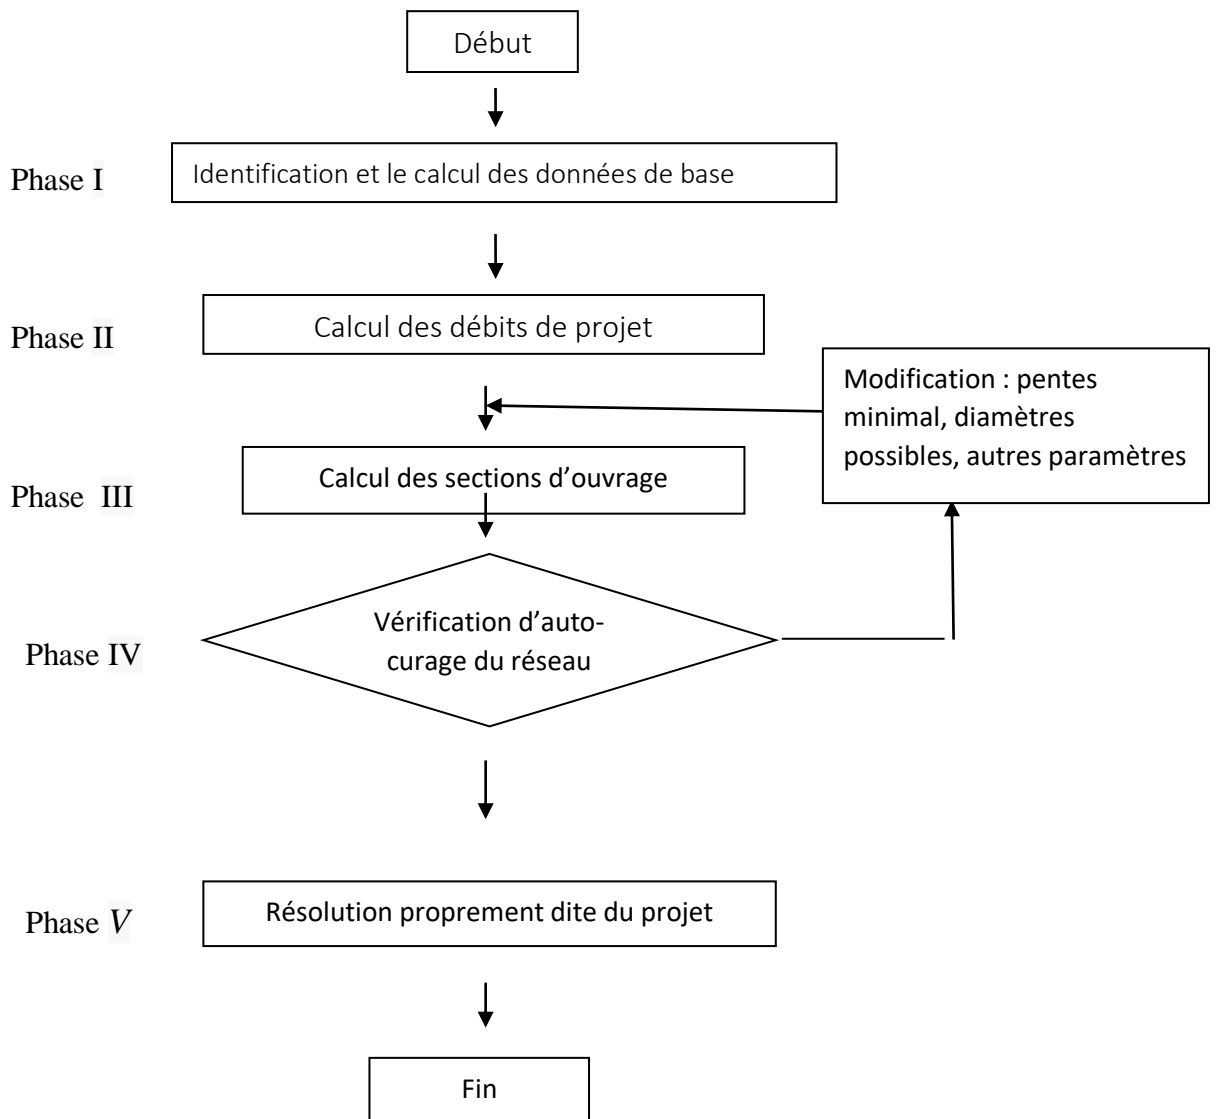 Début
Phase I
Identification et le calcul des données de base
Phase II
Calcul des débits de projet
Modification : pentes
minimal, diamètres
possibles, autres paramètres
Phase III
Calcul des sections d’ouvrage
Phase IV
Vérification d’auto-
curage du réseau
Phase V
Résolution proprement dite du projet
Fin